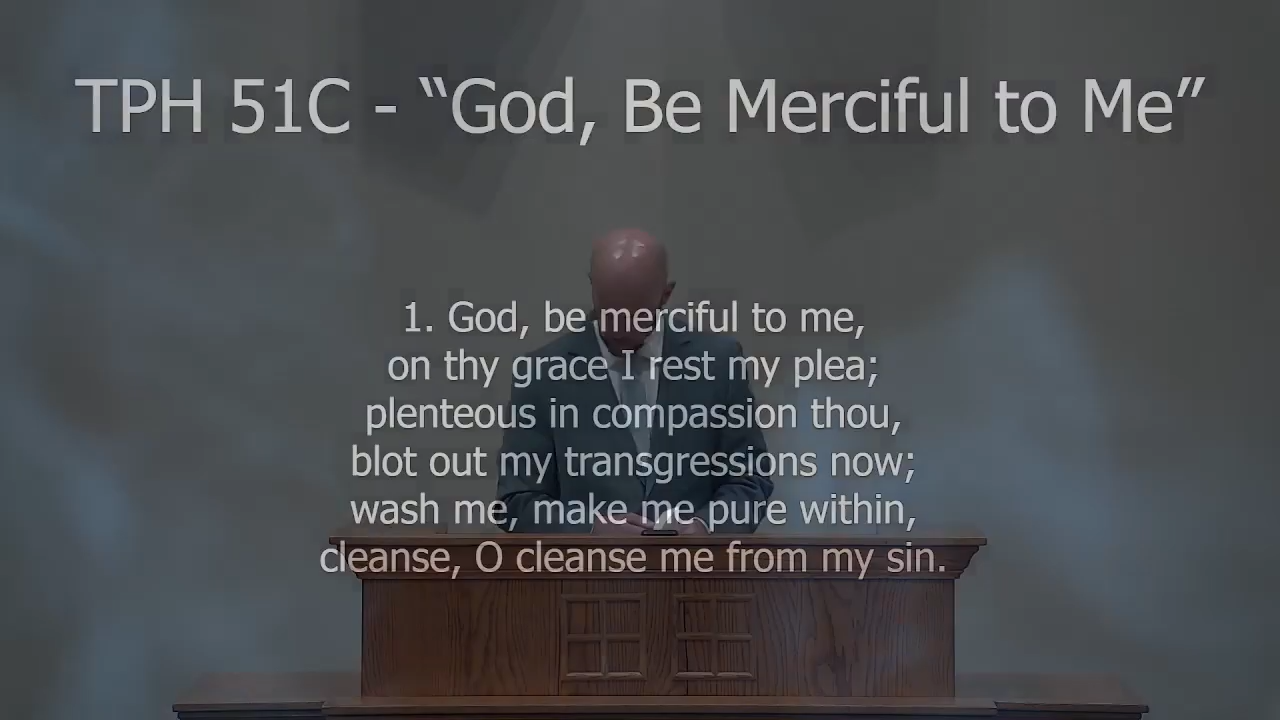 TPH 51C - “God, Be Merciful to Me”
1. God, be merciful to me,
on thy grace I rest my plea;
plenteous in compassion thou,
blot out my transgressions now;
wash me, make me pure within,
cleanse, O cleanse me from my sin.